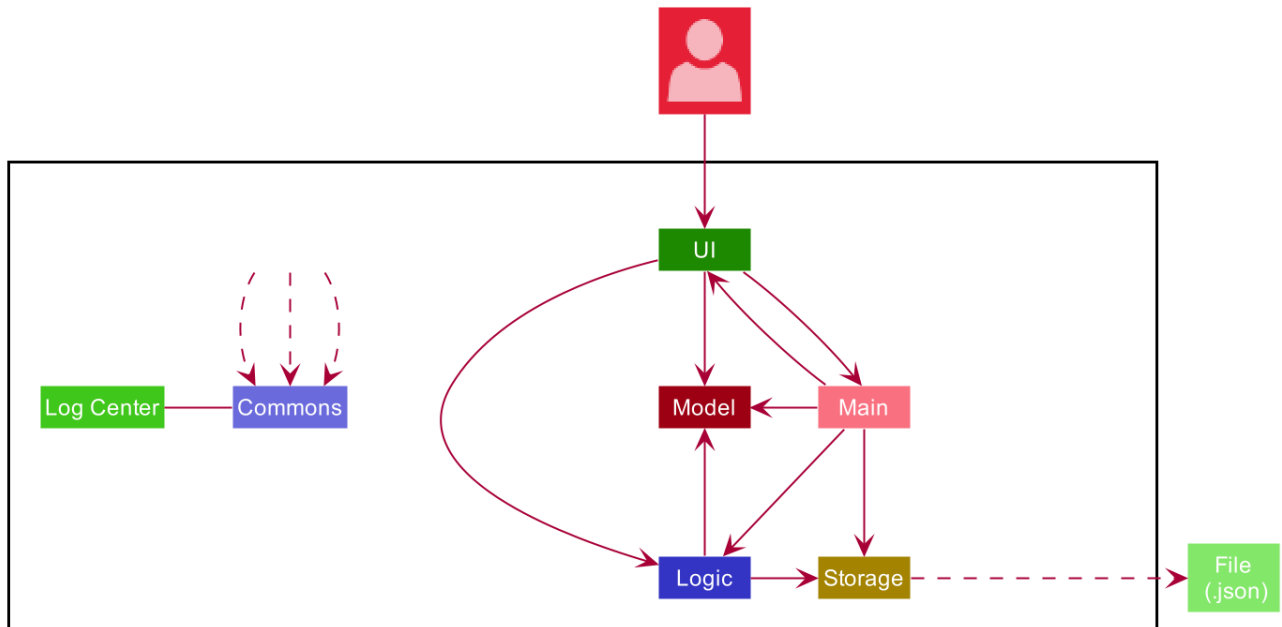 UI
Log Center
Commons
Model
Main
Logic
Storage
File
(.json)